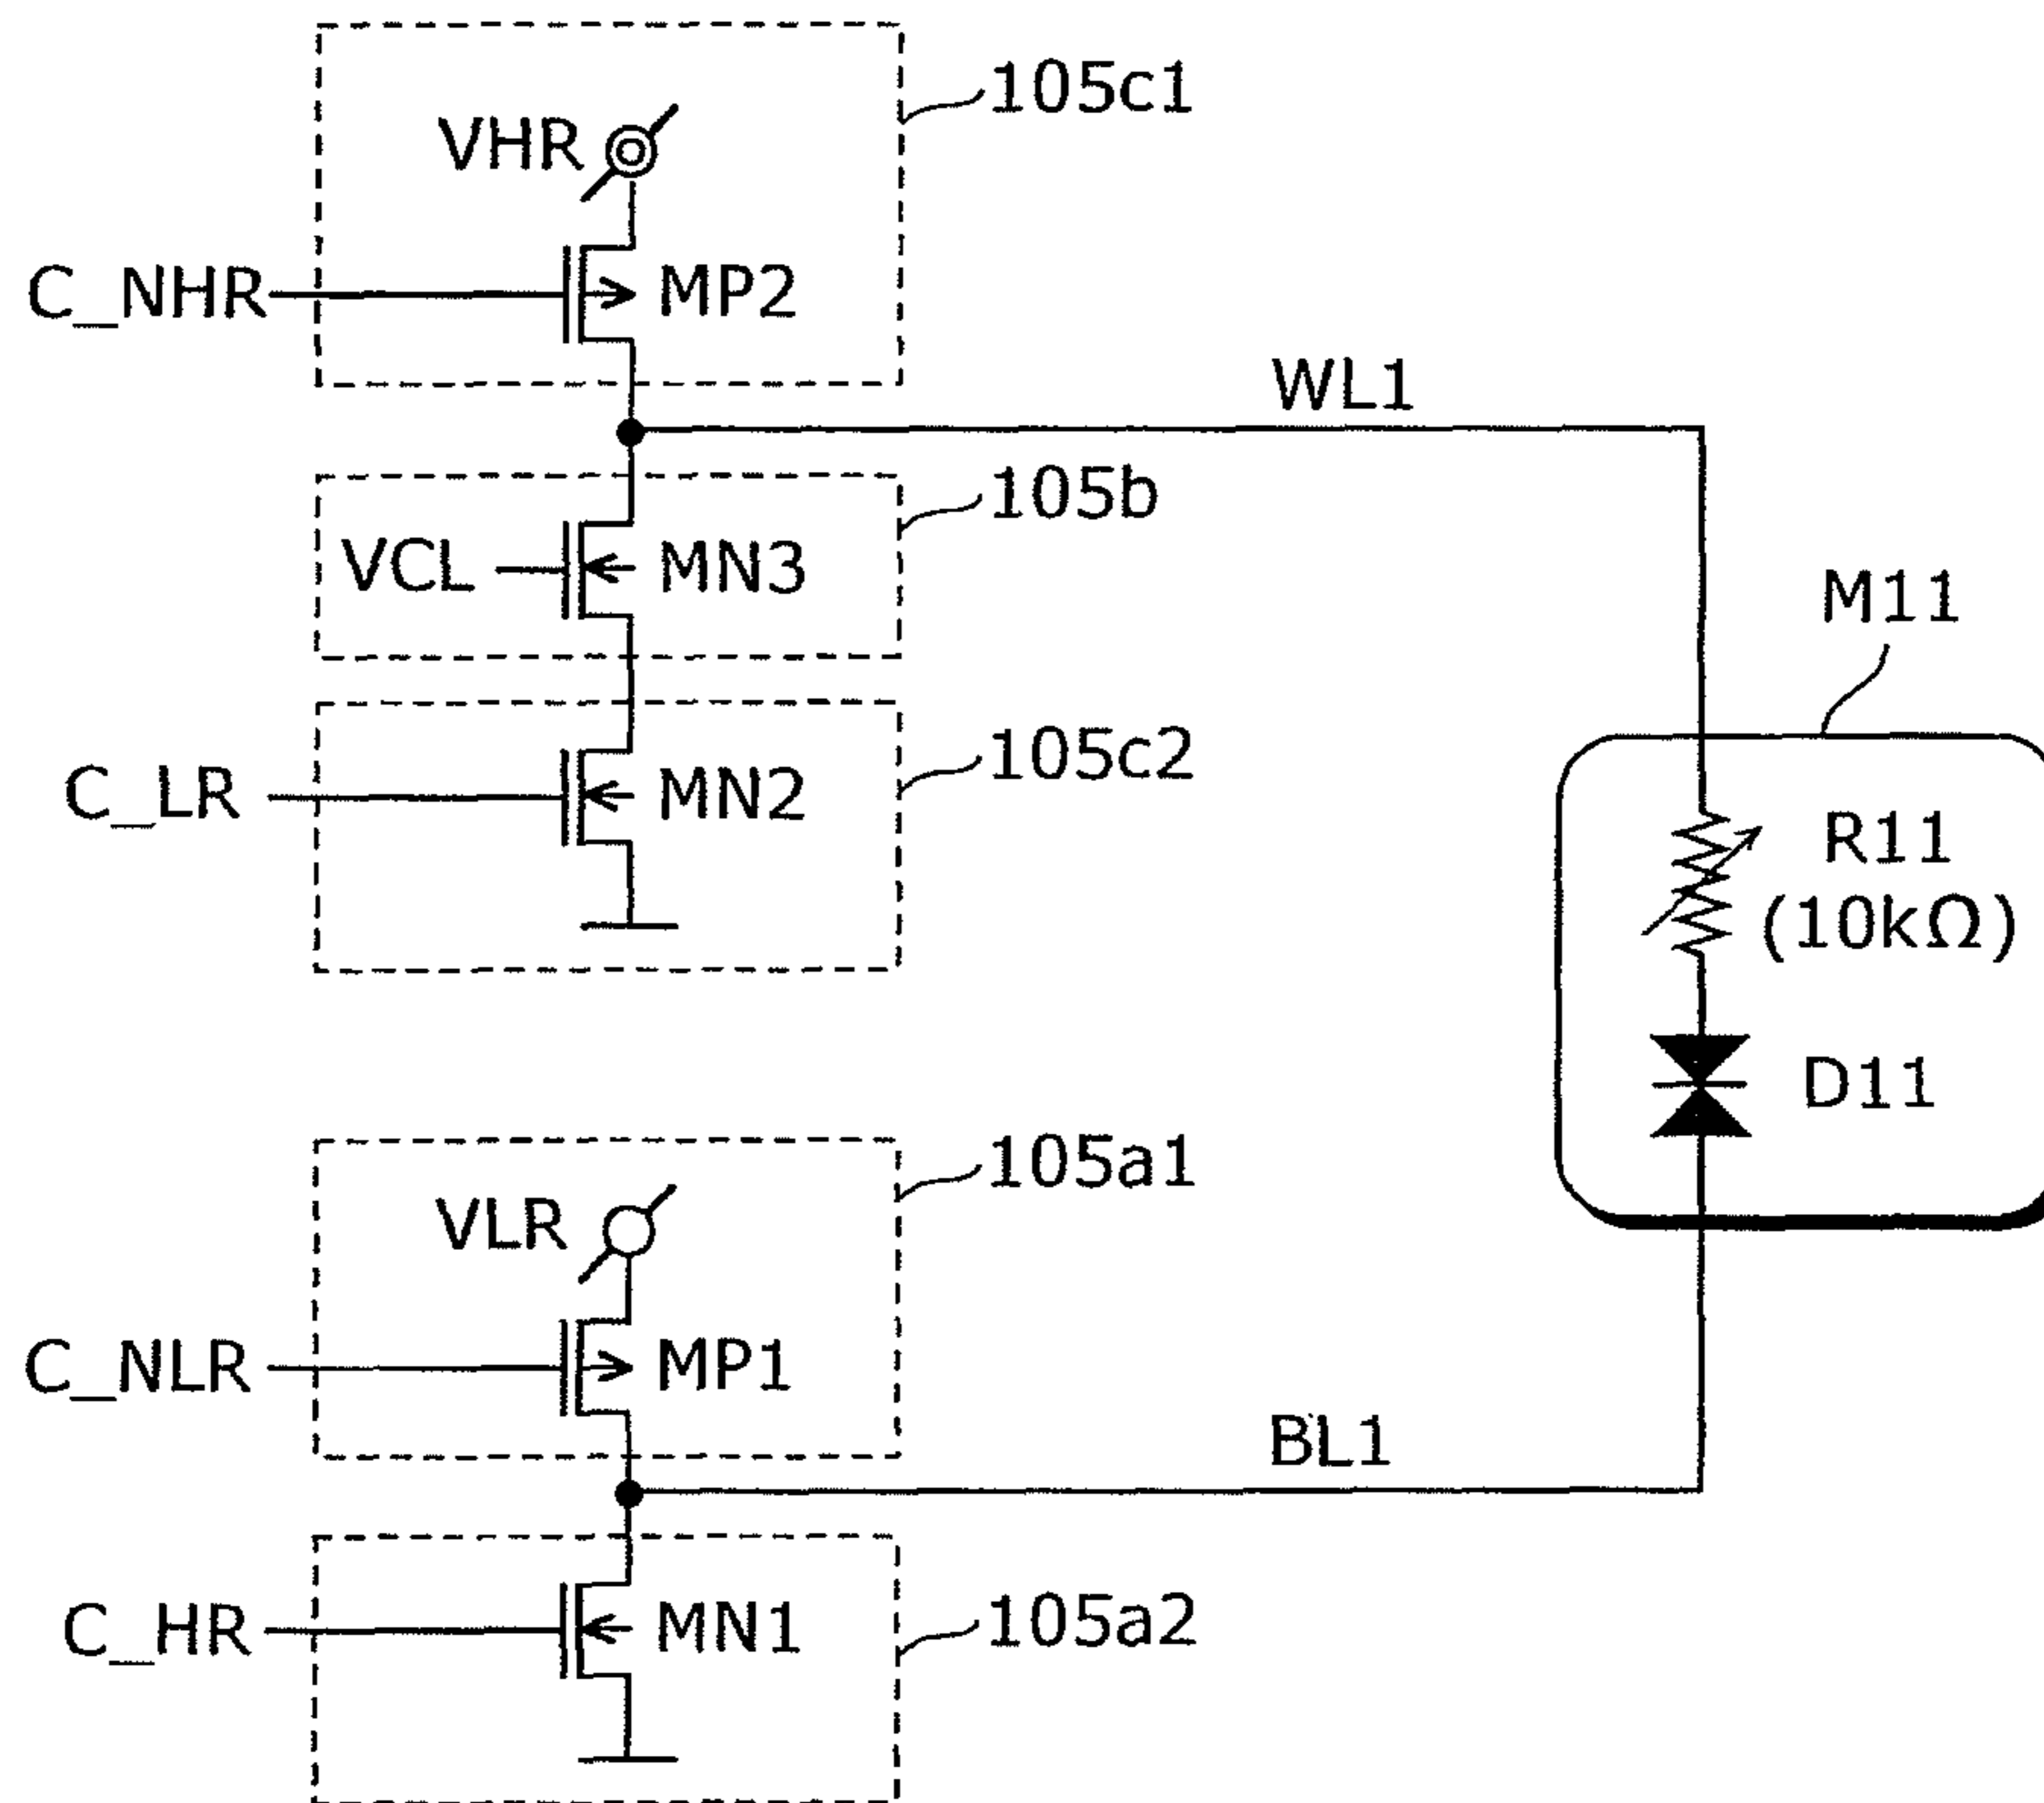 105c1
VHR
C_NHR
MP2
WL1
105b
VCL
MN3
M11
105c2
C_LR
MN2
R11
(10kΩ)
D11
105a1
VLR
C_NLR
MP1
BL1
C_HR
MN1
105a2